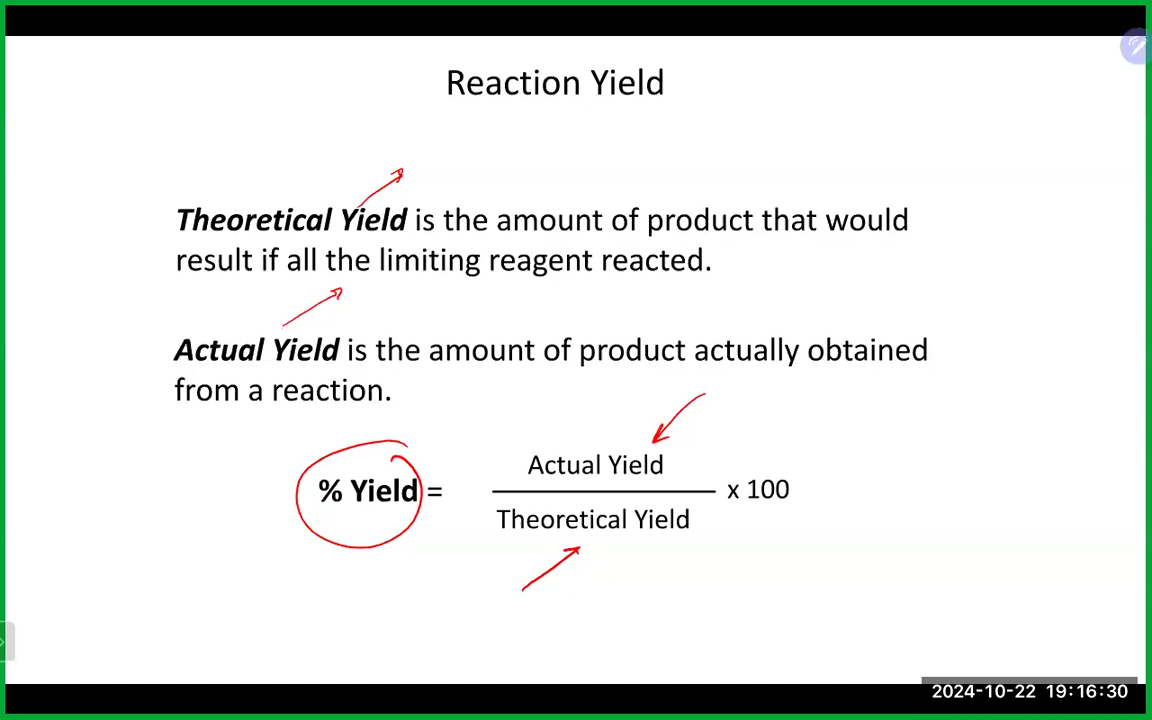 Reaction Yield
Theoretical Yield is the amount of product that would
result if all the limiting reagent reacted.
Actual Yield is the amount of product actually obtained
from a reaction.
Actual Yield
% Yield = x 100
Theoretical Yield
2024-10-22 19:16:30